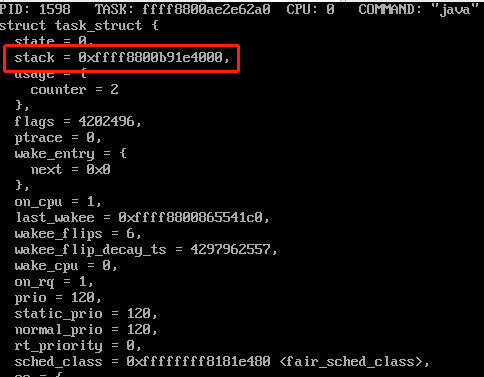 PID: 1598   TASK: ffff8800ae2e62a0  CPU: 0   COMMAND: "java"
struct task_struct {
  state = 0,
  stack = 0xffff8800b91e4000,
  usage = {
    counter = 2
  },
  flags = 4202496,
  ptrace = 0,
  wake_entry = {
    next = 0x0
  },
  on_cpu = 1,
  last_wakee = 0xffff8800865541c0,
  wakee_flips = 6,
  wakee_flip_decay_ts = 4297962557,
  wake_cpu = 0,
  on_rq = 1,
  prio = 120,
  static_prio = 120,
  normal_prio = 120,
  rt_priority = 0,
  sched_class = 0xffffffff8181e480 <fair_sched_class>,
  se = {